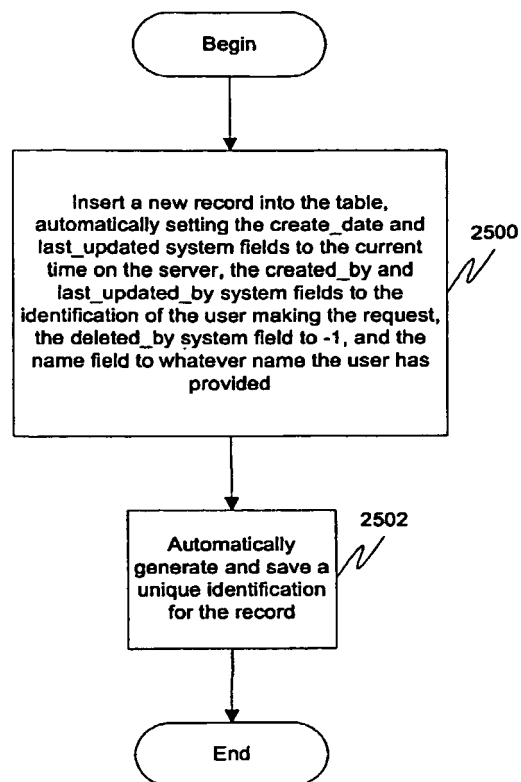 Begin
Insert a new record into the table,
automatically setting the create_date and
last_updated system fields to the current
time on the server, the created_by and
last_updated_by system fields to the
identification of the user making the request,
the deleted_by system field to -1, and the
name field to whatever name the user has
provided
2500
2502
Automatically
generate and save a
unique identification
for the record
End